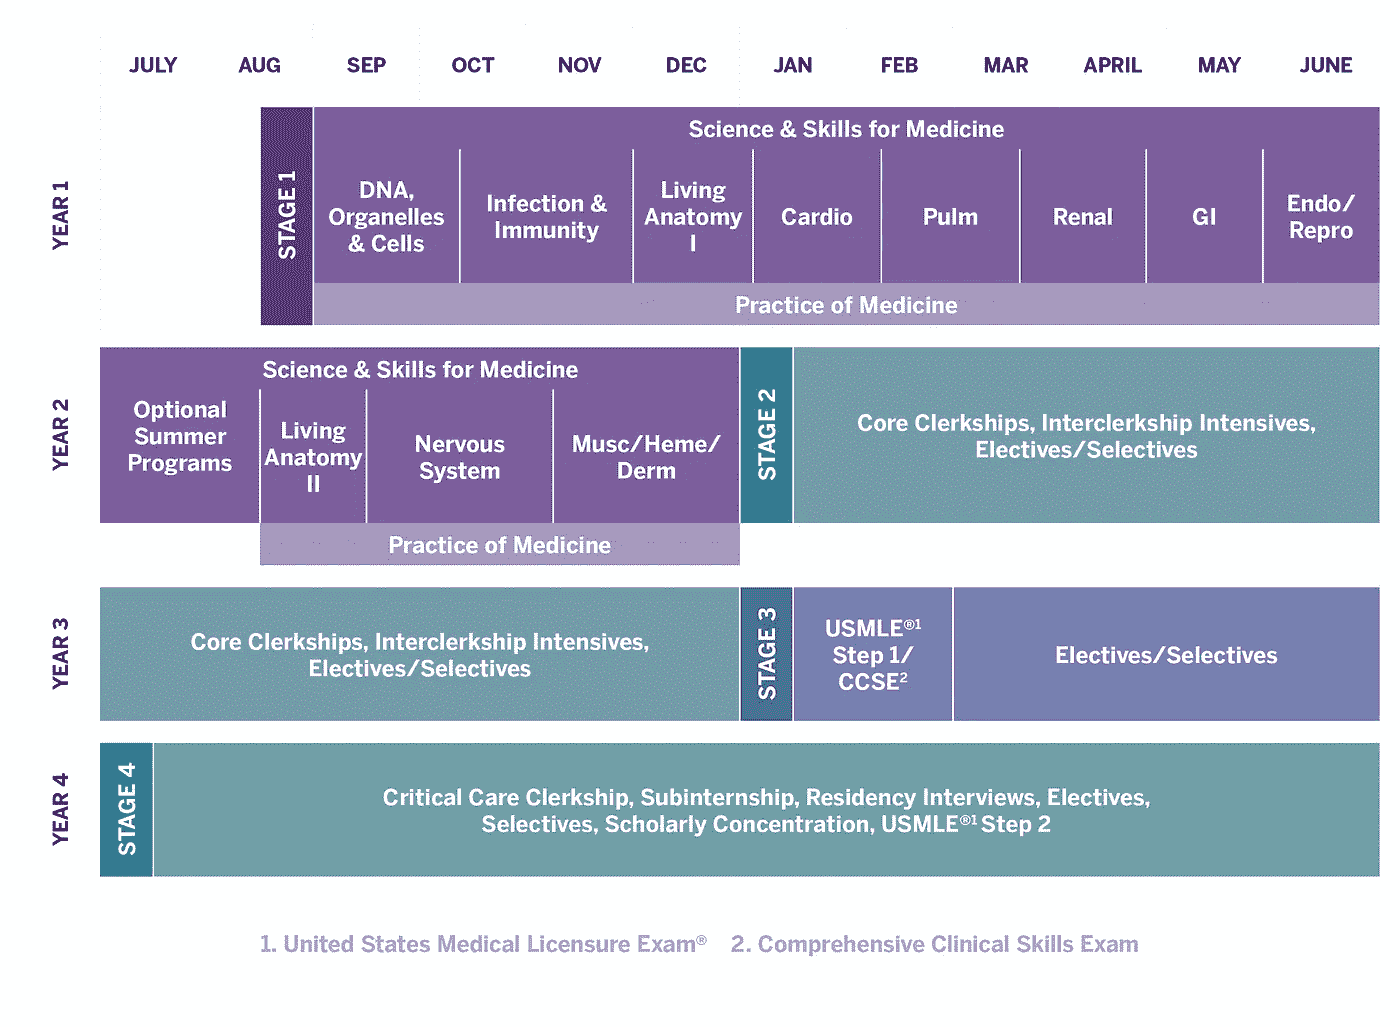 JULY AUG SEP OCT NOV DEC JAN FEB MAR APRIL MAY JUNE
YEAR 1
STAGE 1
Science & Skills for Medicine
DNA,
Organelles
& Cells
Infection &
Immunity
Living
Anatomy
I
Cardio
Pulm
Renal
GI
Endo/
Repro
Practice of Medicine
YEAR 2
Science & Skills for Medicine
Optional
Summer
Programs
Living
Anatomy
II
Nervous
System
Musc/Heme/
Derm
Practice of Medicine
STAGE 2
Core Clerkships, Interclerkship Intensives,
Electives/Selectives
YEAR 3
Core Clerkships, Interclerkship Intensives,
Electives/Selectives
STAGE 3
USMLE®¹
Step 1/
CCSE²
Electives/Selectives
YEAR 4
STAGE 4
Critical Care Clerkship, Subinternship, Residency Interviews, Electives,
Selectives, Scholarly Concentration, USMLE®¹ Step 2
1. United States Medical Licensure Exam® 2. Comprehensive Clinical Skills Exam